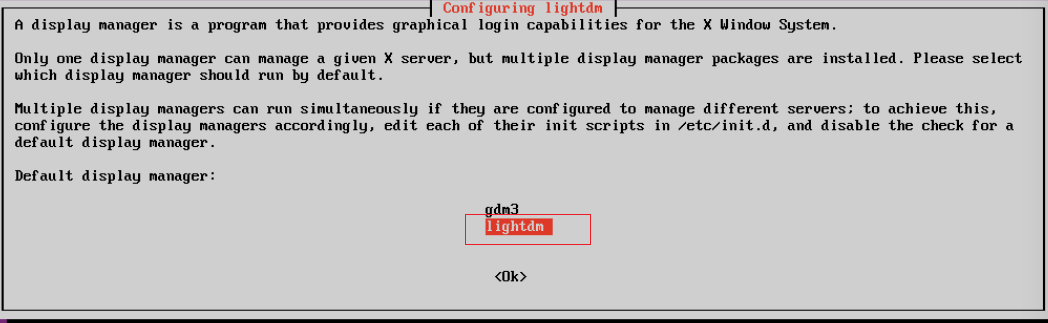 Configuring lightdm
A display manager is a program that provides graphical login capabilities for the X Window System.
Only one display manager can manage a given X server, but multiple display manager packages are installed. Please select
which display manager should run by default.
Multiple display managers can run simultaneously if they are configured to manage different servers; to achieve this,
configure the display managers accordingly, edit each of their init scripts in /etc/init.d, and disable the check for a
default display manager.
Default display manager:
gdm3
lightdm
<Ok>